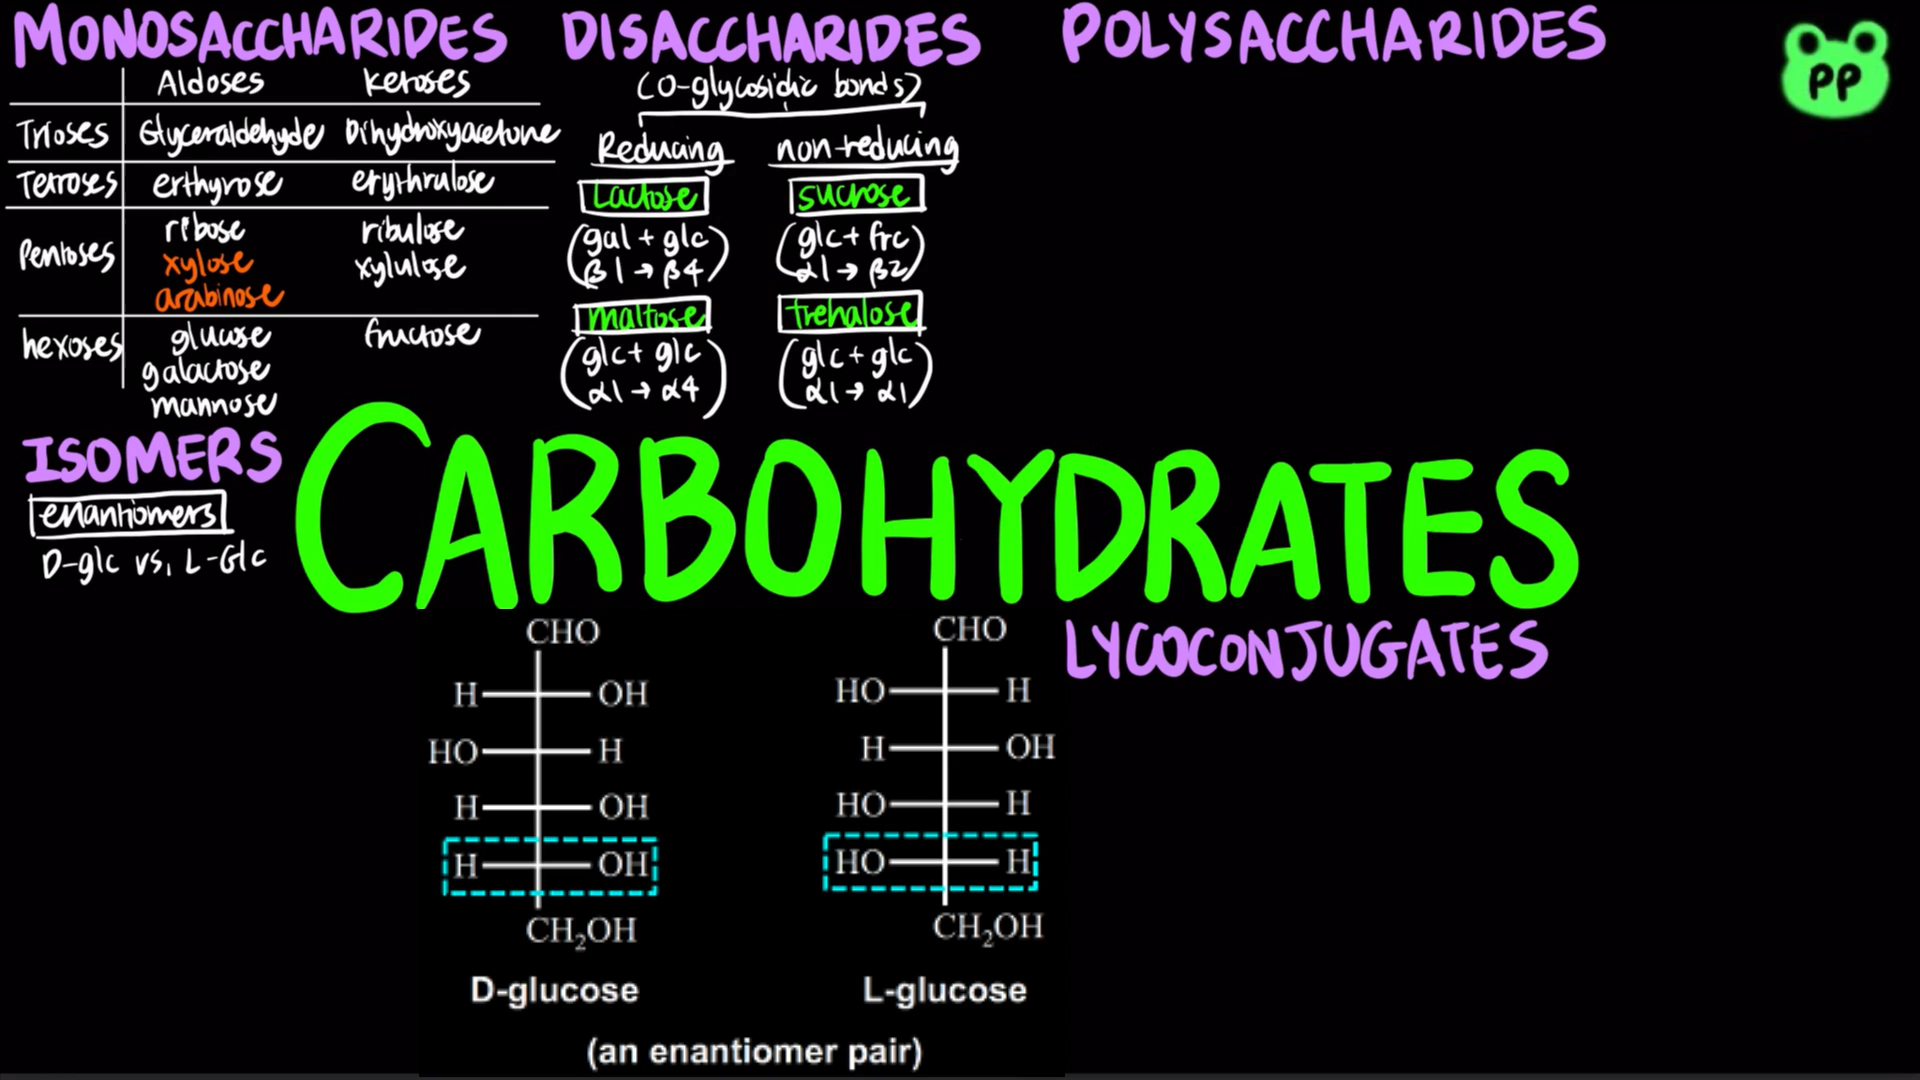 MONOSACCHARIDES
Aldoses Keroses
Trioses Glyceraldehyde Dihydroxyacetone
Tetroses erthyrose erythrulose
Pentoses
ribose ribulose
xylose xylulose
arabinose
hexoses glucose fructose
galactose
mannose
DISACCHARIDES
(O-glycosidic bonds)
Reducing non-reducing
Lactose sucrose
(gal + glc (glc + frc
β1→β4) α1→β2)
maltose trehalose
(glc + glc (glc + glc
α1→α4) α1→α1)
POLYSACCHARIDES
PP
ISOMERS
enantiomers
D-glc vs. L-Glc
CARBOHYDRATES
LYCOCONJUGATES
CHO
H OH
HO H
H OH
H OH
CH₂OH
D-glucose
CHO
HO H
H OH
HO H
HO H
CH₂OH
L-glucose
(an enantiomer pair)